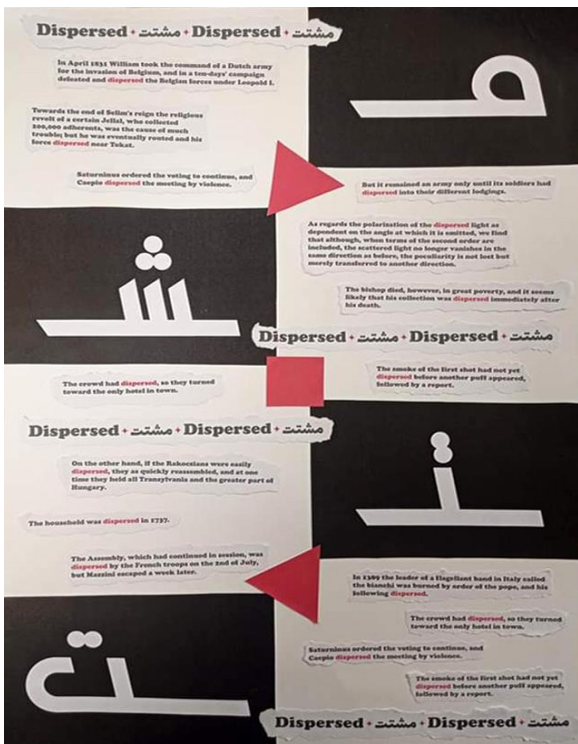 Dispersed + مشتت + Dispersed + مشتت
مـ
In April 1831 William took the command of a Dutch army
for the invasion of Belgium, and in a ten-days' campaign
defeated and dispersed the Belgian forces under Leopold I.
Towards the end of Selim's reign the religious
revolt of a certain Jellal, who collected
200,000 adherents, was the cause of much
trouble; but he was eventually routed and his
force dispersed near Tokat.
Saturninus ordered the voting to continue, and
Caepio dispersed the meeting by violence.
But it remained an army only until its soldiers had
dispersed into their different lodgings.
As regards the polarization of the dispersed light as
dependent on the angle at which it is emitted, we find
that although, when terms of the second order are
included, the scattered light no longer vanishes in the
same direction as before, the peculiarity is not lost but
merely transferred to another direction.
ـشـ
The bishop died, however, in great poverty, and it seems
likely that his collection was dispersed immediately after
his death.
Dispersed + مشتت + Dispersed + مشتت
The smoke of the first shot had not yet
dispersed before another puff appeared,
followed by a report.
The crowd had dispersed, so they turned
toward the only hotel in town.
Dispersed + مشتت + Dispersed + مشتت
ـتـ
On the other hand, if the Rakoczians were easily
dispersed, they as quickly reassembled, and at one
time they held all Transylvania and the greater part of
Hungary.
The household was dispersed in 1737.
The Assembly, which had continued in session, was
dispersed by the French troops on the 2nd of July,
but Mazzini escaped a week later.
In 1389 the leader of a flagellant band in Italy called
the bianchi was burned by order of the pope, and his
following dispersed.
The crowd had dispersed, so they turned
toward the only hotel in town.
ـت
Saturninus ordered the voting to continue, and
Caepio dispersed the meeting by violence.
The smoke of the first shot had not yet
dispersed before another puff appeared,
followed by a report.
Dispersed + مشتت + Dispersed + مشتت